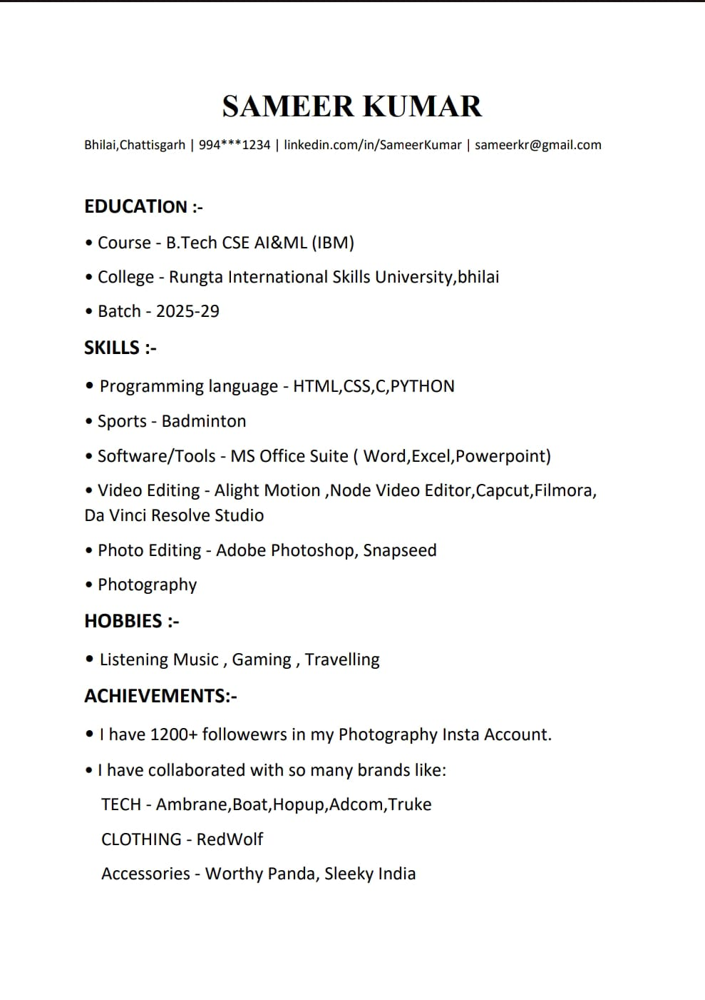 SAMEER KUMAR
Bhilai,Chattisgarh | 994***1234 | linkedin.com/in/SameerKumar | sameerkr@gmail.com
EDUCATION :-
• Course - B.Tech CSE AI&ML (IBM)
• College - Rungta International Skills University,bhilai
• Batch - 2025-29
SKILLS :-
• Programming language - HTML,CSS,C,PYTHON
• Sports - Badminton
• Software/Tools - MS Office Suite ( Word,Excel,Powerpoint)
• Video Editing - Alight Motion ,Node Video Editor,Capcut,Filmora,
Da Vinci Resolve Studio
• Photo Editing - Adobe Photoshop, Snapseed
• Photography
HOBBIES :-
• Listening Music , Gaming , Travelling
ACHIEVEMENTS:-
• I have 1200+ followewrs in my Photography Insta Account.
• I have collaborated with so many brands like:
TECH - Ambrane,Boat,Hopup,Adcom,Truke
CLOTHING - RedWolf
Accessories - Worthy Panda, Sleeky India